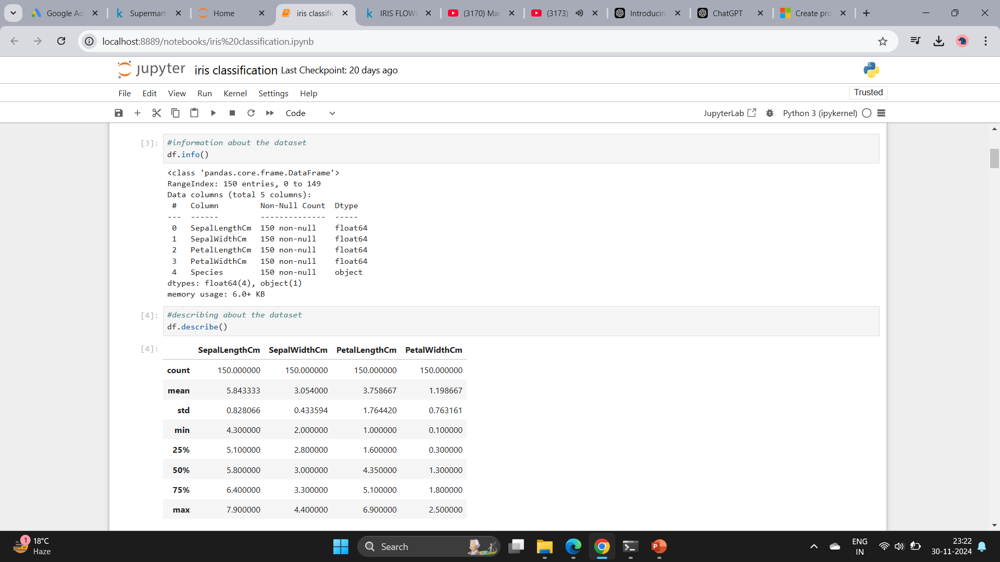 Google Ad
Supermart
Home
iris classific
IRIS FLOW
(3170) Mar
(3173)
Introducin
ChatGPT
Create pro
localhost:8889/notebooks/iris%20classification.ipynb
jupyter iris classification Last Checkpoint: 20 days ago
File Edit View Run Kernel Settings Help
Trusted
Code
JupyterLab
Python 3 (ipykernel)
[3]: #information about the dataset
df.info()
<class 'pandas.core.frame.DataFrame'>
RangeIndex: 150 entries, 0 to 149
Data columns (total 5 columns):
# Column Non-Null Count Dtype
--- ------ -------------- -----
0 SepalLengthCm 150 non-null float64
1 SepalWidthCm 150 non-null float64
2 PetalLengthCm 150 non-null float64
3 PetalWidthCm 150 non-null float64
4 Species 150 non-null object
dtypes: float64(4), object(1)
memory usage: 6.0+ KB
[4]: #describing about the dataset
df.describe()
[4]: SepalLengthCm SepalWidthCm PetalLengthCm PetalWidthCm
count 150.000000 150.000000 150.000000 150.000000
mean 5.843333 3.054000 3.758667 1.198667
std 0.828066 0.433594 1.764420 0.763161
min 4.300000 2.000000 1.000000 0.100000
25% 5.100000 2.800000 1.600000 0.300000
50% 5.800000 3.000000 4.350000 1.300000
75% 6.400000 3.300000 5.100000 1.800000
max 7.900000 4.400000 6.900000 2.500000
1
18°C
Haze
Search
ENG
IN
23:22
30-11-2024